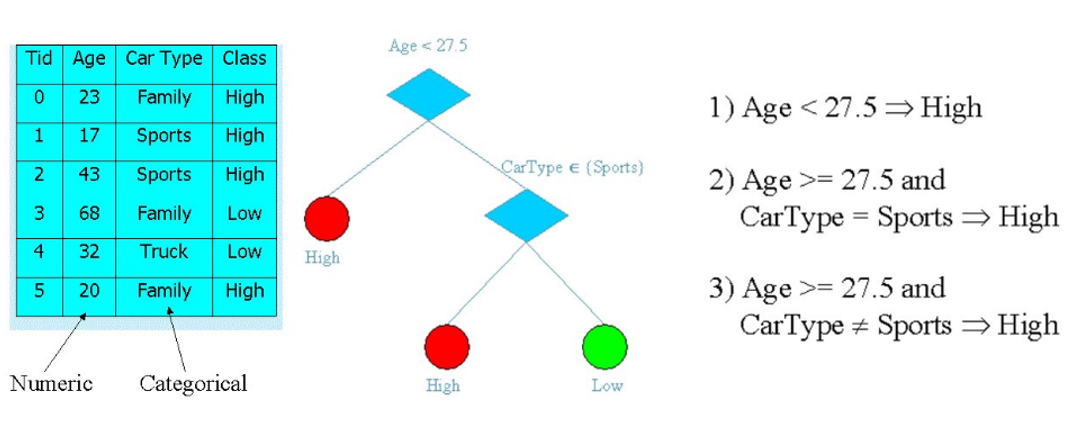 Tid Age Car Type Class
0 23 Family High
1 17 Sports High
2 43 Sports High
3 68 Family Low
4 32 Truck Low
5 20 Family High
Numeric Categorical
Age < 27.5
CarType ∈ {Sports}
High
High Low
1) Age < 27.5 ⇒ High
2) Age >= 27.5 and
CarType = Sports ⇒ High
3) Age >= 27.5 and
CarType ≠ Sports ⇒ High